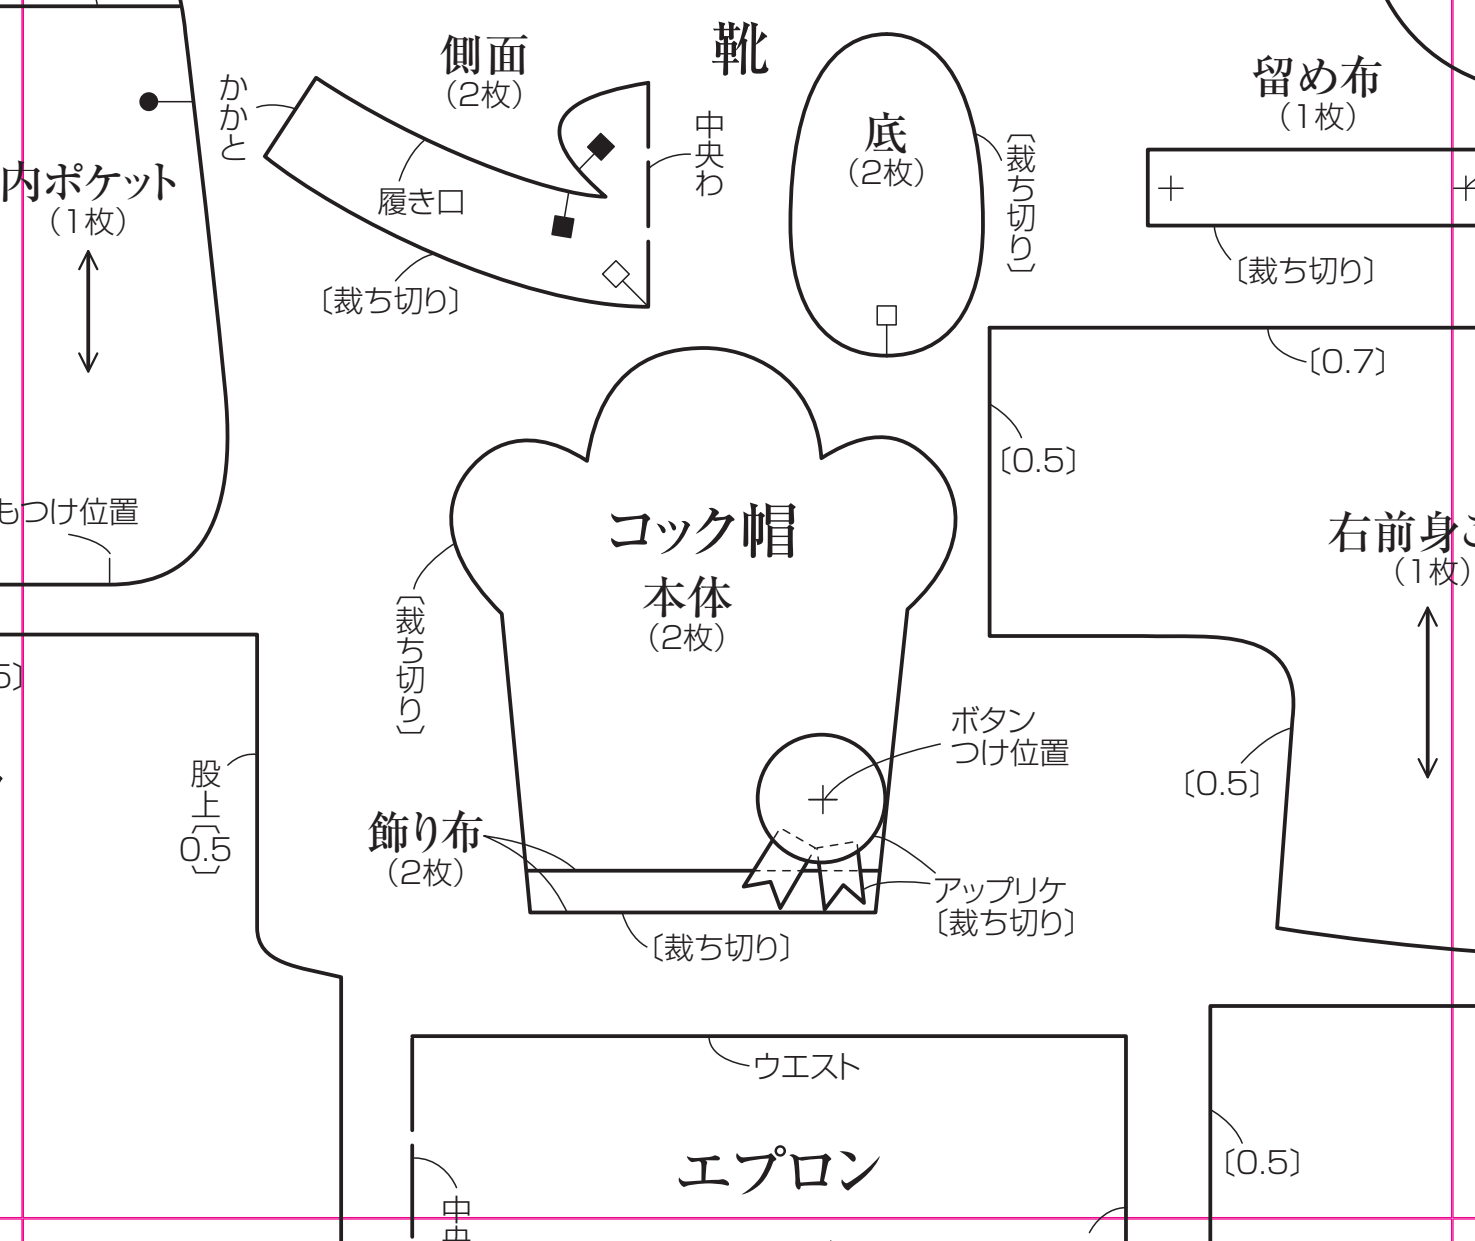 靴
側面
(2枚)
かかと
履き口
中央わ
〔裁ち切り〕
底
(2枚)
〔裁ち切り〕
留め布
(1枚)
〔裁ち切り〕
内ポケット
(1枚)
もつけ位置
〔0.7〕
〔0.5〕
右前身ご
(1枚)
〔0.5〕
コック帽
本体
(2枚)
〔裁ち切り〕
ボタン
つけ位置
飾り布
(2枚)
アップリケ
〔裁ち切り〕
〔裁ち切り〕
5〕
股上〔0.5〕
ウエスト
エプロン
中央
〔0.5〕